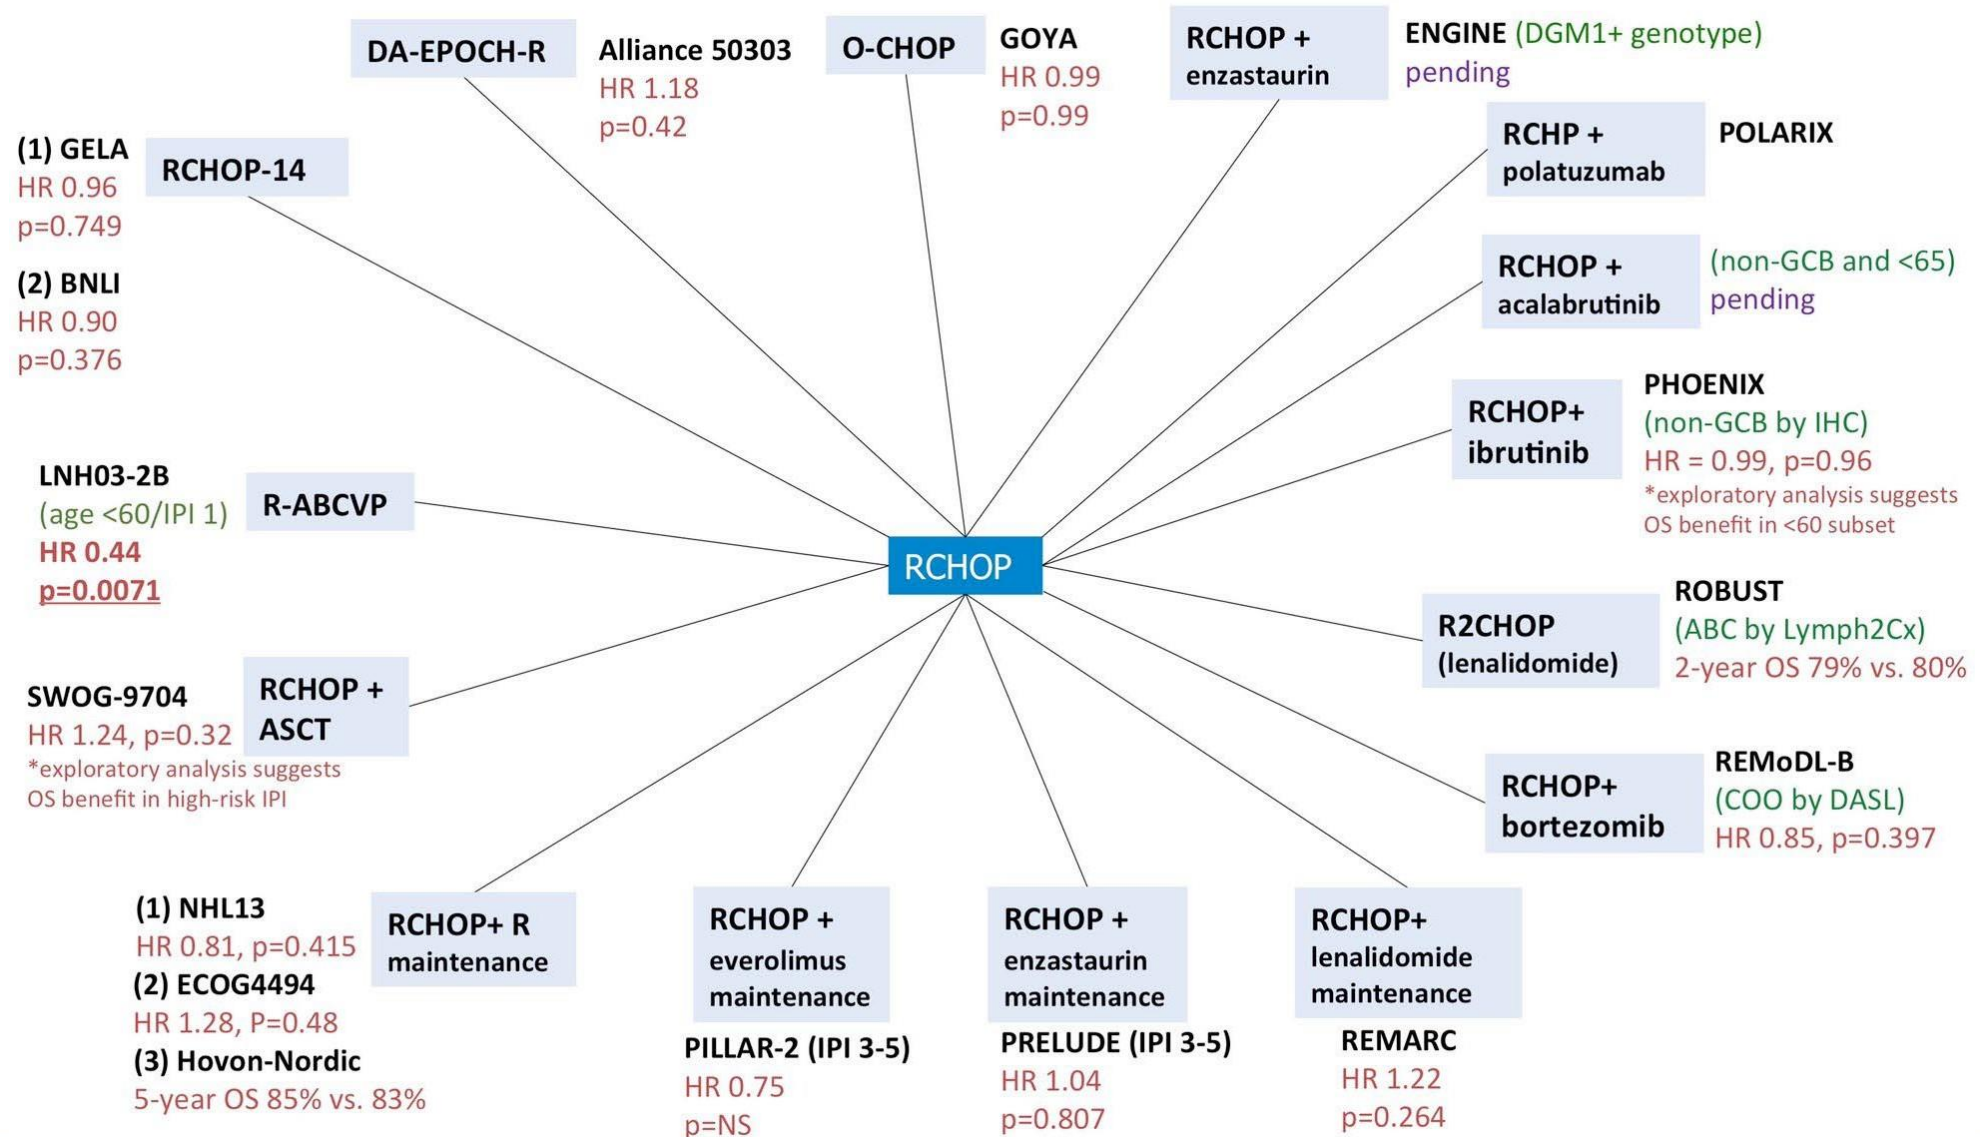 DA-EPOCH-R
Alliance 50303
HR 1.18
p=0.42
O-CHOP
GOYA
HR 0.99
p=0.99
RCHOP +
enzastaurin
ENGINE (DGM1+ genotype)
pending
RCHP +
polatuzumab
POLARIX
(1) GELA
HR 0.96
p=0.749
RCHOP-14
(2) BNLI
HR 0.90
p=0.376
RCHOP +
acalabrutinib
(non-GCB and <65)
pending
RCHOP+
ibrutinib
PHOENIX
(non-GCB by IHC)
HR = 0.99, p=0.96
*exploratory analysis suggests
OS benefit in <60 subset
LNH03-2B
(age <60/IPI 1)
HR 0.44
p=0.0071
R-ABCVP
RCHOP
R2CHOP
(lenalidomide)
ROBUST
(ABC by Lymph2Cx)
2-year OS 79% vs. 80%
SWOG-9704
HR 1.24, p=0.32
*exploratory analysis suggests
OS benefit in high-risk IPI
RCHOP +
ASCT
RCHOP+
bortezomib
REMoDL-B
(COO by DASL)
HR 0.85, p=0.397
(1) NHL13
HR 0.81, p=0.415
(2) ECOG4494
HR 1.28, P=0.48
(3) Hovon-Nordic
5-year OS 85% vs. 83%
RCHOP+ R
maintenance
RCHOP +
everolimus
maintenance
PILLAR-2 (IPI 3-5)
HR 0.75
p=NS
RCHOP +
enzastaurin
maintenance
PRELUDE (IPI 3-5)
HR 1.04
p=0.807
RCHOP+
lenalidomide
maintenance
REMARC
HR 1.22
p=0.264